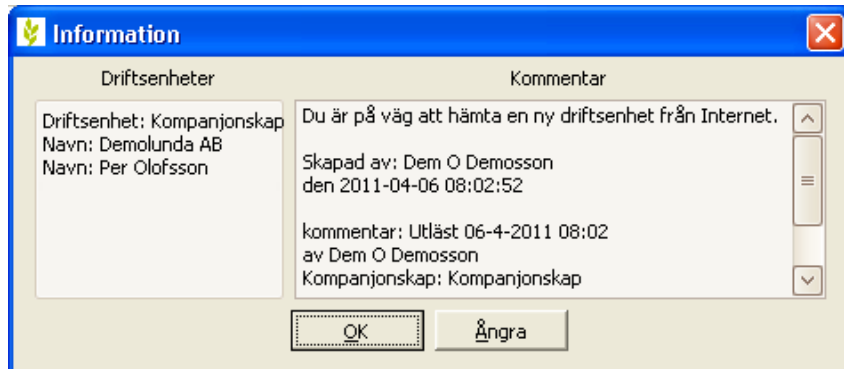 Information
Driftsenheter
Driftsenhet: Kompanjonskap
Navn: Demolunda AB
Navn: Per Olofsson
Kommentar
Du är på väg att hämta en ny driftsenhet från Internet.
Skapad av: Dem O Demosson
den 2011-04-06 08:02:52
kommentar: Utläst 06-4-2011 08:02
av Dem O Demosson
Kompanjonskap: Kompanjonskap
OK
Ångra